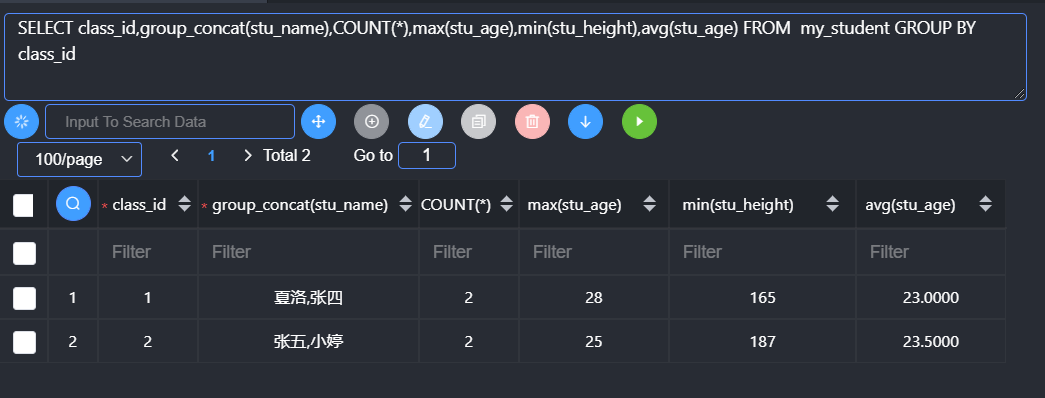 SELECT class_id,group_concat(stu_name),COUNT(*),max(stu_age),min(stu_height),avg(stu_age) FROM  my_student GROUP BY
class_id
Input To Search Data
100/page 1 Total 2 Go to 1
* class_id * group_concat(stu_name) COUNT(*) max(stu_age) min(stu_height) avg(stu_age)
Filter Filter Filter Filter Filter Filter
1 1 夏洛,张四 2 28 165 23.0000
2 2 张五,小婷 2 25 187 23.5000